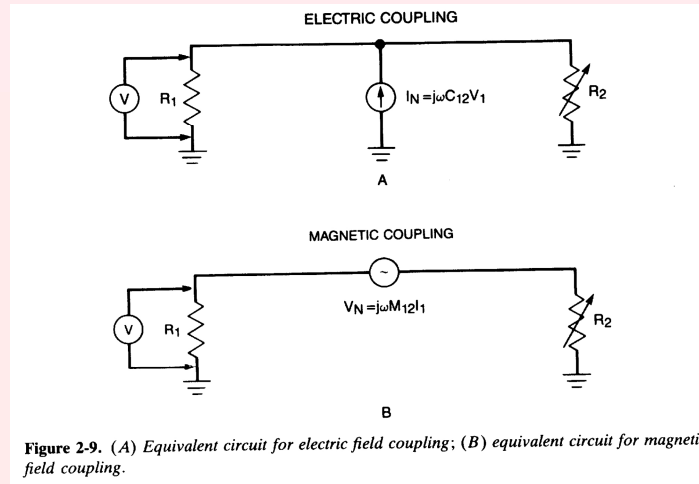 ELECTRIC COUPLING
V
R1
IN =jωC12V1
R2
A
MAGNETIC COUPLING
~
VN =jωM12I1
V
R1
R2
B
Figure 2-9. (A) Equivalent circuit for electric field coupling; (B) equivalent circuit for magneti
field coupling.